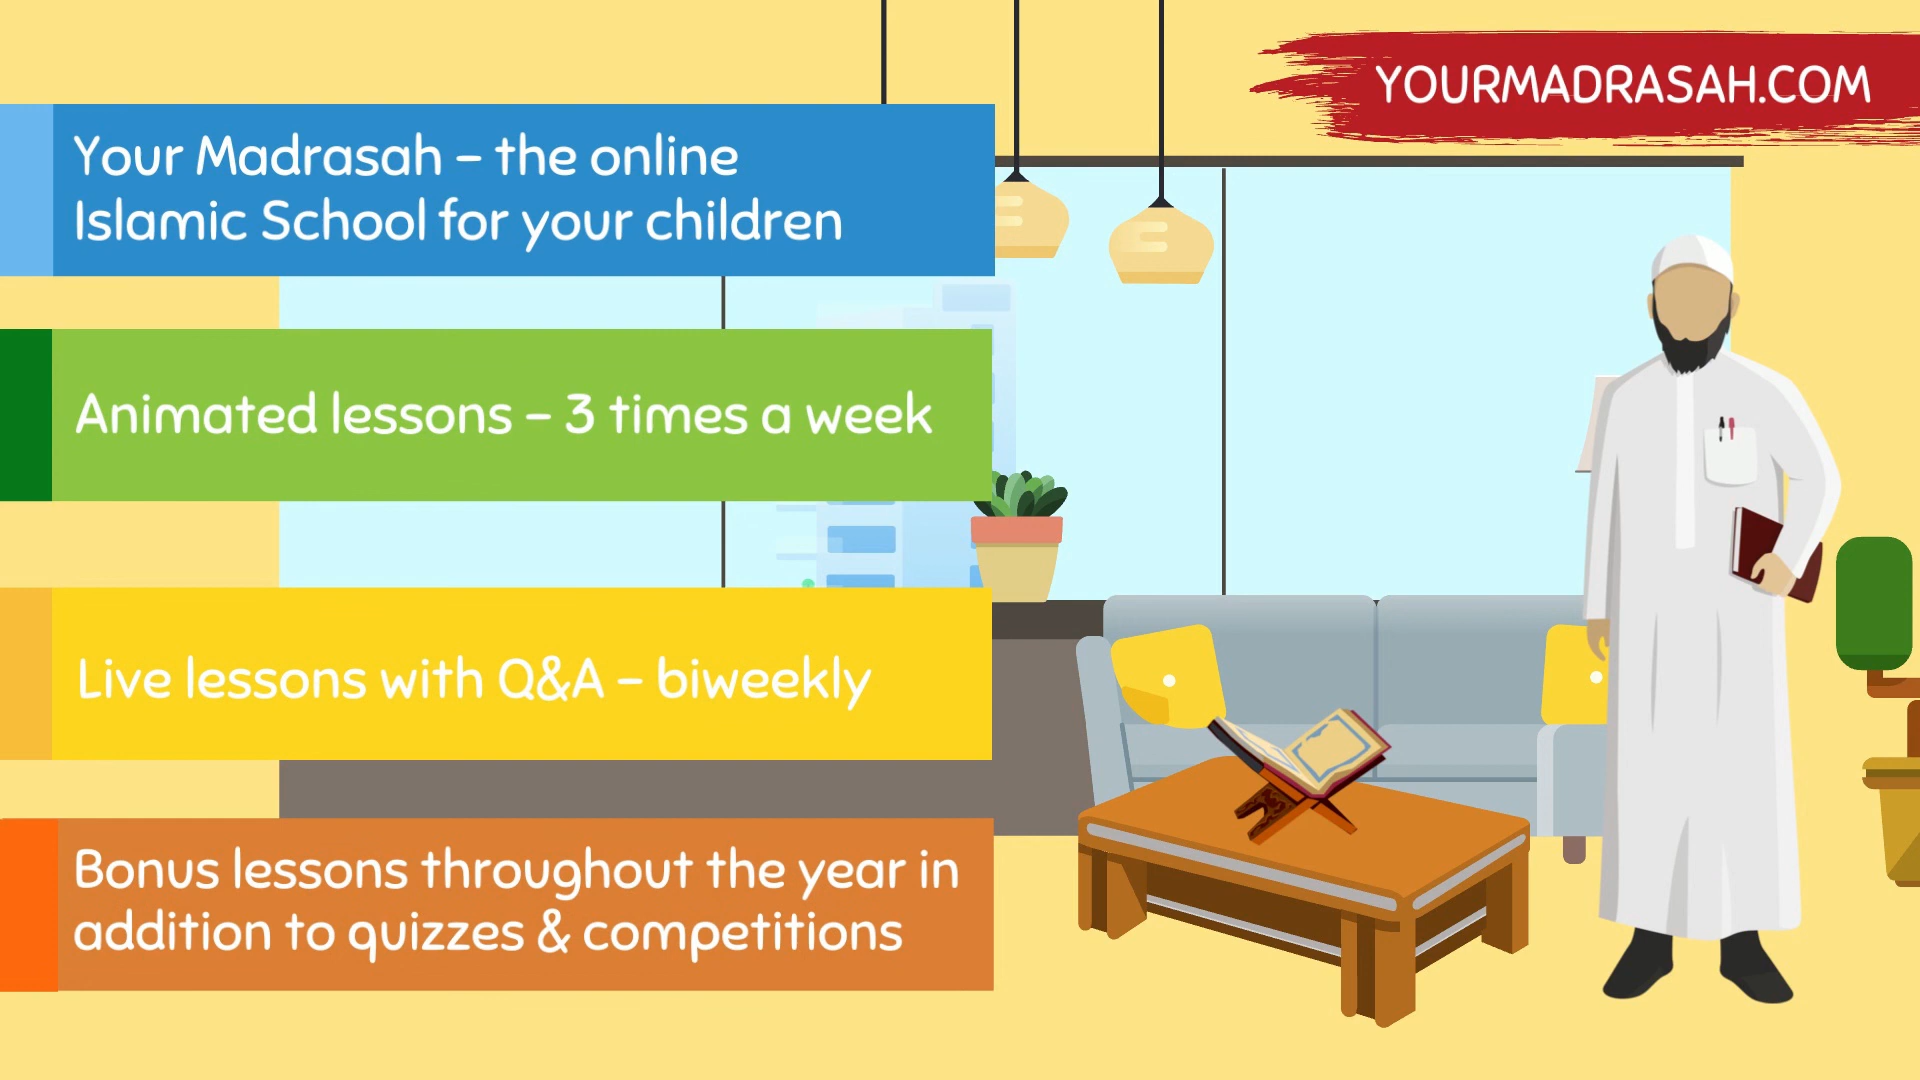 YOURMADRASAH.COM
Your Madrasah – the online
Islamic School for your children
Animated lessons – 3 times a week
Live lessons with Q&A – biweekly
Bonus lessons throughout the year in
addition to quizzes & competitions